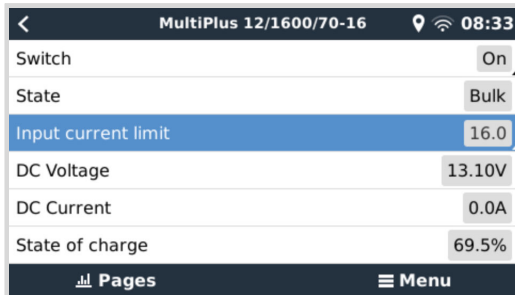 MultiPlus 12/1600/70-16 08:33
Switch On
State Bulk
Input current limit 16.0
DC Voltage 13.10V
DC Current 0.0A
State of charge 69.5%
Pages Menu